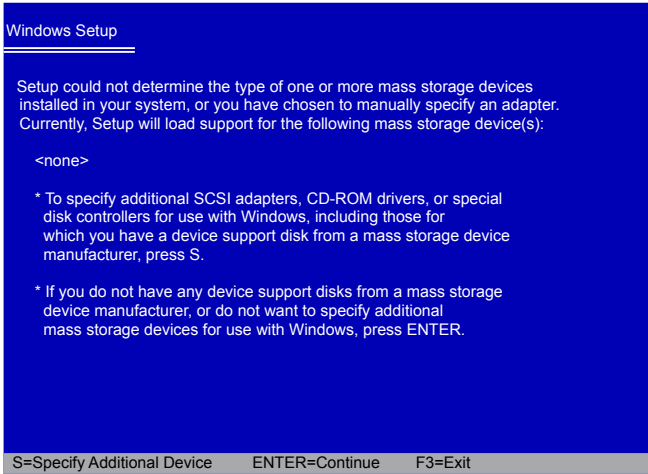 Windows Setup
Setup could not determine the type of one or more mass storage devices
installed in your system, or you have chosen to manually specify an adapter.
Currently, Setup will load support for the following mass storage device(s):
<none>
* To specify additional SCSI adapters, CD-ROM drivers, or special
disk controllers for use with Windows, including those for
which you have a device support disk from a mass storage device
manufacturer, press S.
* If you do not have any device support disks from a mass storage
device manufacturer, or do not want to specify additional
mass storage devices for use with Windows, press ENTER.
S=Specify Additional Device ENTER=Continue F3=Exit